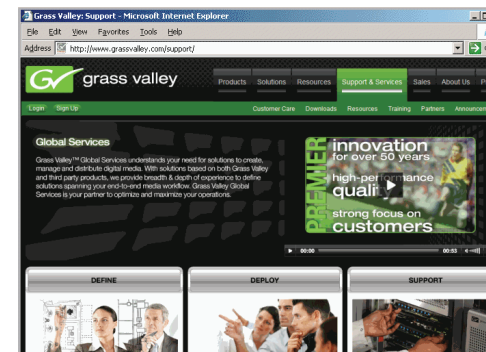 Grass Valley: Support - Microsoft Internet Explorer
File Edit View Favorites Tools Help
Address http://www.grassvalley.com/support/
grass valley
Products Solutions Resources Support & Services Sales About Us
Login Sign Up Customer Care Downloads Resources Training Partners
Global Services
Grass Valley™ Global Services understands your need for solutions to create,
manage and distribute digital media. With solutions based on both Grass Valley
and third party products, we provide breadth & depth of experience to define
solutions spanning your end-to-end media workflow. Grass Valley Global
Services is your partner to optimize and maximize your operations.
PREMIER
innovation
for over 50 years
high-performance
strong focus on
customers
00:00 00:53
DEFINE DEPLOY SUPPORT